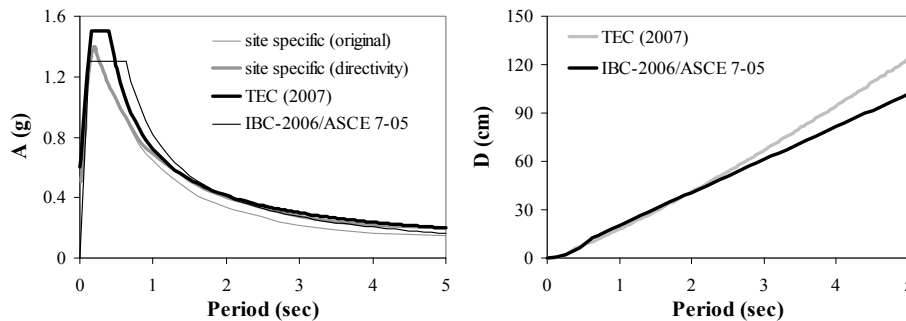 1.6
1.2
0.8
0.4
0
A (g)
site specific (original)
site specific (directivity)
TEC (2007)
IBC-2006/ASCE 7-05
0 1 2 3 4 5
Period (sec)
150
120
90
60
30
0
D (cm)
TEC (2007)
IBC-2006/ASCE 7-05
0 1 2 3 4 5
Period (sec)